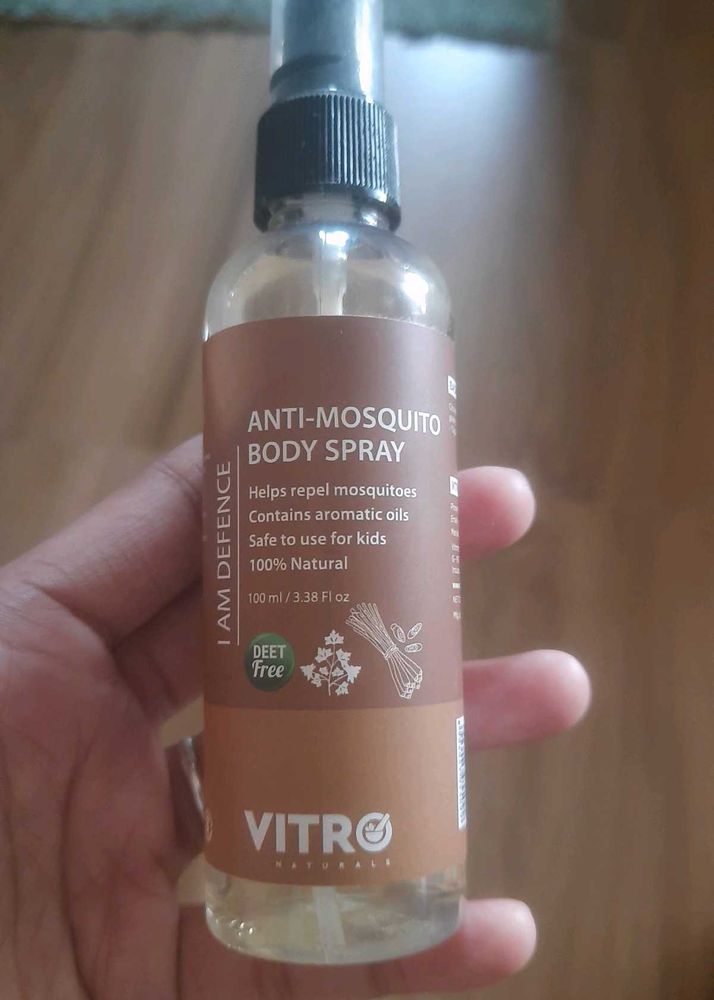 I AM DEFENCE
ANTI-MOSQUITO
BODY SPRAY
Helps repel mosquitoes
Contains aromatic oils
Safe to use for kids
100% Natural
100 ml / 3.38 Fl oz
DEET
Free
VITRO
NATURALS